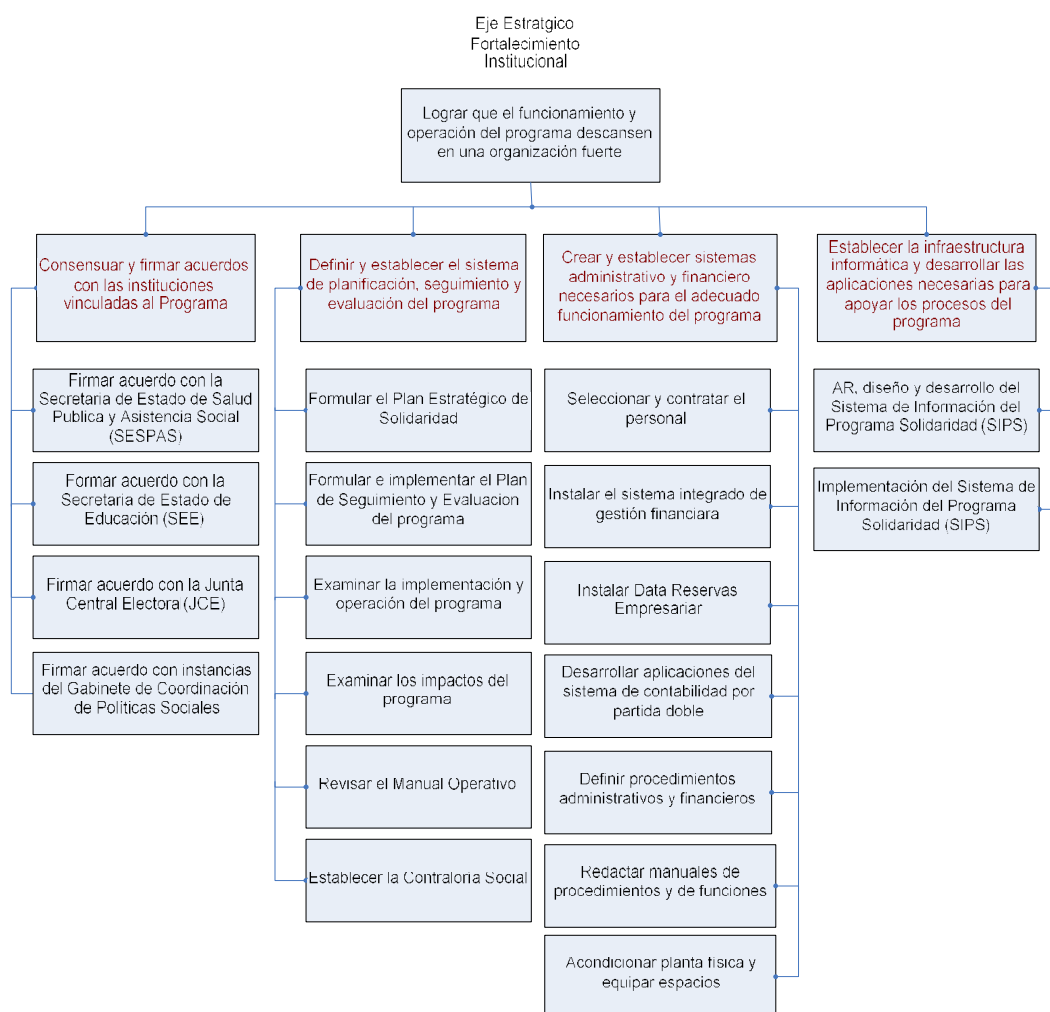 Eje Estratgico
Fortalecimiento
Institucional
Lograr que el funcionamiento y
operación del programa descansen
en una organización fuerte
Consensuar y firmar acuerdos
con las instituciones
vinculadas al Programa
Firmar acuerdo con la
Secretaria de Estado de Salud
Publica y Asistencia Social
(SESPAS)
Formar acuerdo con la
Secretaria de Estado de
Educación (SEE)
Firmar acuerdo con la Junta
Central Electora (JCE)
Firmar acuerdo con instancias
del Gabinete de Coordinación
de Políticas Sociales
Definir y establecer el sistema
de planificación, seguimiento y
evaluación del programa
Formular el Plan Estratégico de
Solidaridad
Formular e implementar el Plan
de Seguimiento y Evaluacion
del programa
Examinar la implementación y
operación del programa
Examinar los impactos del
programa
Revisar el Manual Operativo
Establecer la Contraloría Social
Crear y establecer sistemas
administrativo y financiero
necesarios para el adecuado
funcionamiento del programa
Seleccionar y contratar el
personal
Instalar el sistema integrado de
gestión financiara
Instalar Data Reservas
Empresariar
Desarrollar aplicaciones del
sistema de contabilidad por
partida doble
Definir procedimientos
administrativos y financieros
Redactar manuales de
procedimientos y de funciones
Acondicionar planta física y
equipar espacios
Establecer la infraestructura
informática y desarrollar las
aplicaciones necesarias para
apoyar los procesos del
programa
AR, diseño y desarrollo del
Sistema de Información del
Programa Solidaridad (SIPS)
Implementación del Sistema de
Información del Programa
Solidaridad (SIPS)